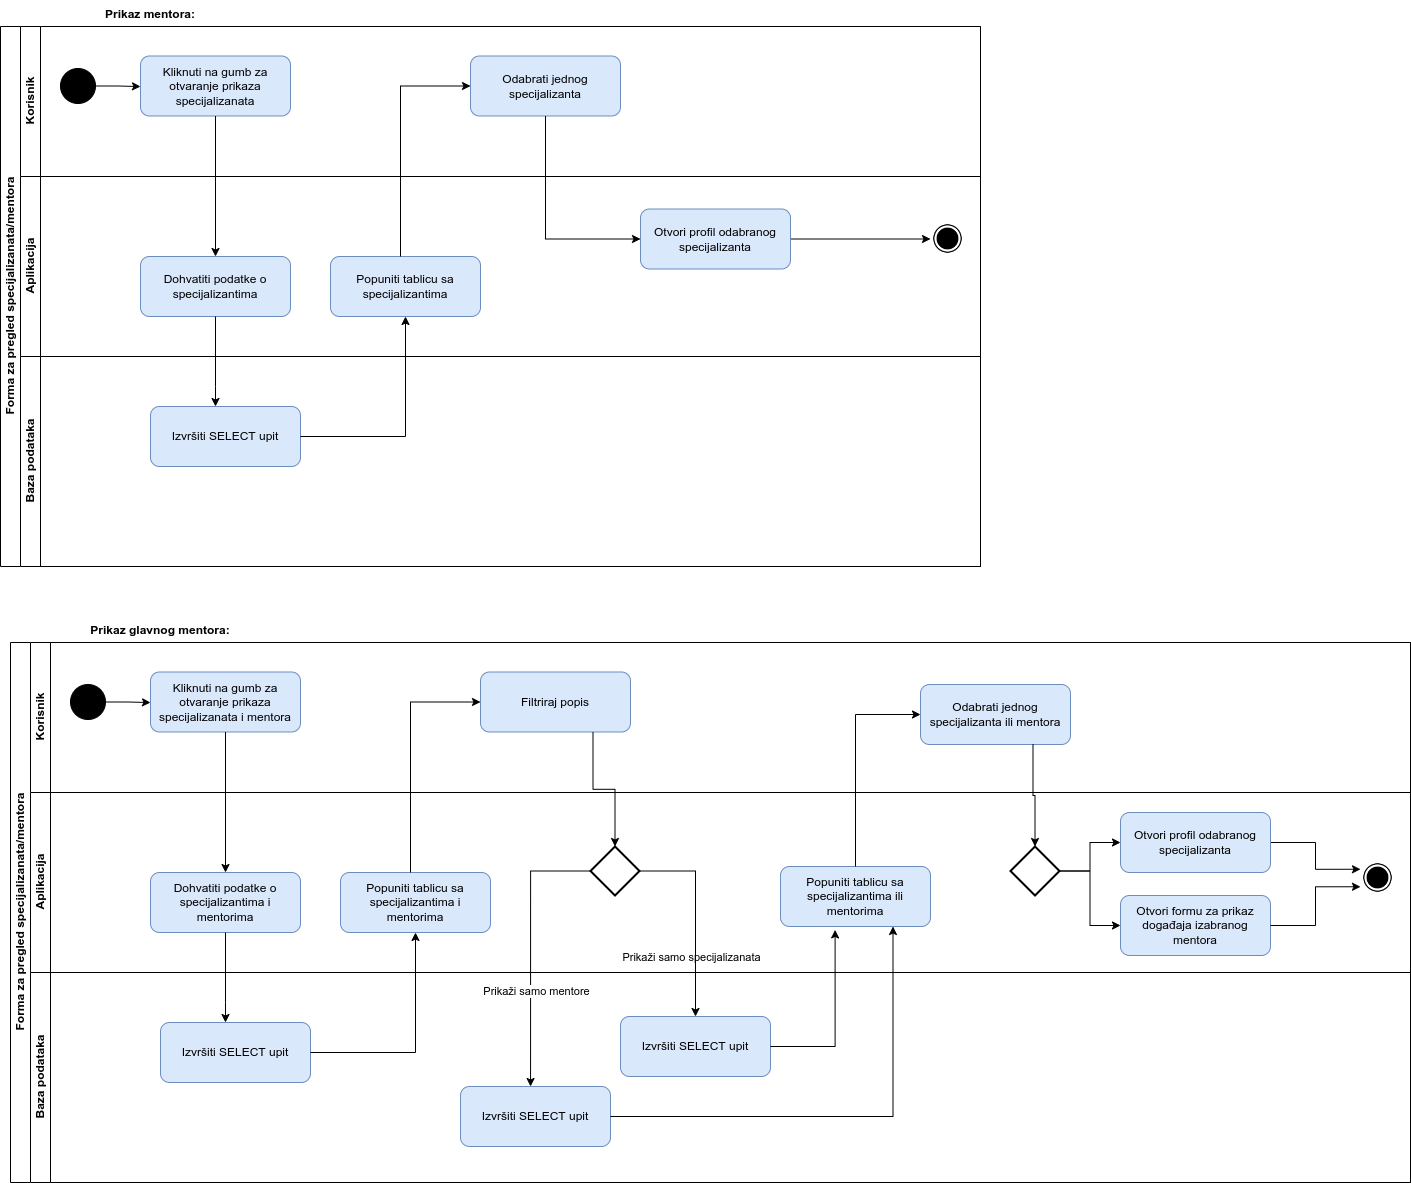 Prikaz mentora:
Forma za pregled specijalizanata/mentora
Korisnik
Kliknuti na gumb za
otvaranje prikaza
specijalizanata
Odabrati jednog
specijalizanta
Aplikacija
Dohvatiti podatke o
specijalizantima
Popuniti tablicu sa
specijalizantima
Otvori profil odabranog
specijalizanta
Baza podataka
Izvršiti SELECT upit
Prikaz glavnog mentora:
Forma za pregled specijalizanata/mentora
Korisnik
Kliknuti na gumb za
otvaranje prikaza
specijalizanata i mentora
Filtriraj popis
Odabrati jednog
specijalizanta ili mentora
Aplikacija
Dohvatiti podatke o
specijalizantima i
mentorima
Popuniti tablicu sa
specijalizantima i
mentorima
Popuniti tablicu sa
specijalizantima ili
mentorima
Otvori profil odabranog
specijalizanta
Otvori formu za prikaz
događaja izabranog
mentora
Prikaži samo specijalizanata
Prikaži samo mentore
Baza podataka
Izvršiti SELECT upit
Izvršiti SELECT upit
Izvršiti SELECT upit